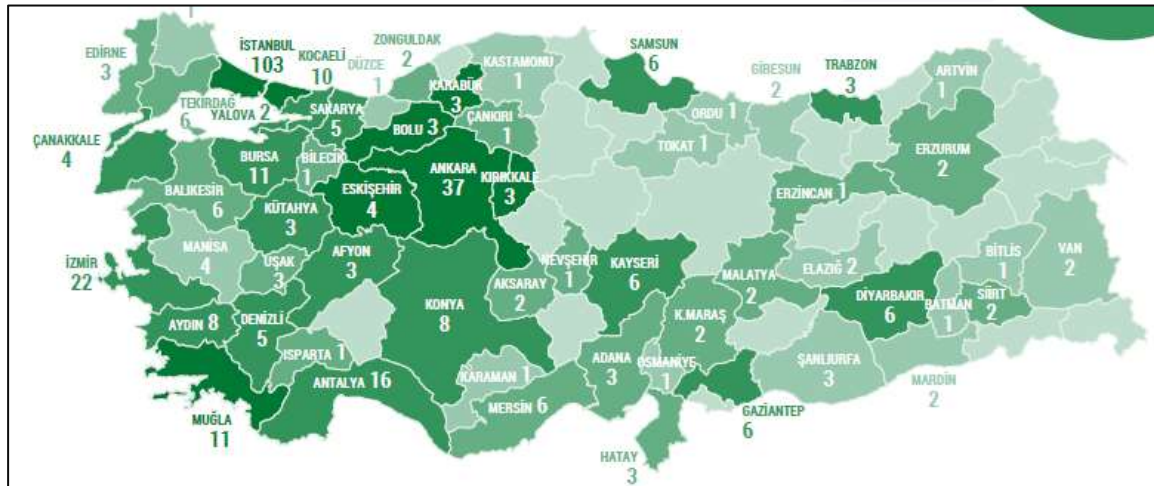 1
EDİRNE
3
İSTANBUL
103
KOCAELİ
10
ZONGULDAK
2
DÜZCE
1
KASTAMONU
1
KARABÜK
3
SAMSUN
6
GİRESUN
2
TRABZON
3
ARTVİN
1
TEKİRDAĞ
6
YALOVA 2
SAKARYA
5
BOLU 3
ÇANKIRI
1
ORDU 1
TOKAT 1
ÇANAKKALE
4
BURSA
11
BİLECİK
1
ANKARA
37
KIRIKKALE
3
ERZURUM
2
ERZİNCAN 1
BALIKESİR
6
ESKİŞEHİR
4
KÜTAHYA
3
MANİSA
4
UŞAK
3
AFYON
3
İZMİR
22
NEVŞEHİR
1
AKSARAY
2
KAYSERİ
6
MALATYA
2
ELAZIĞ 2
BİTLİS
1
VAN
2
KONYA
8
DİYARBAKIR
6
BATMAN
1
SİİRT
2
AYDIN 8
DENİZLİ
5
K.MARAŞ
2
ISPARTA 1
ANTALYA 16
KARAMAN 1
ADANA
3
OSMANİYE
1
ŞANLIURFA
3
MARDİN
2
MUĞLA
11
MERSİN 6
GAZİANTEP
6
HATAY
3